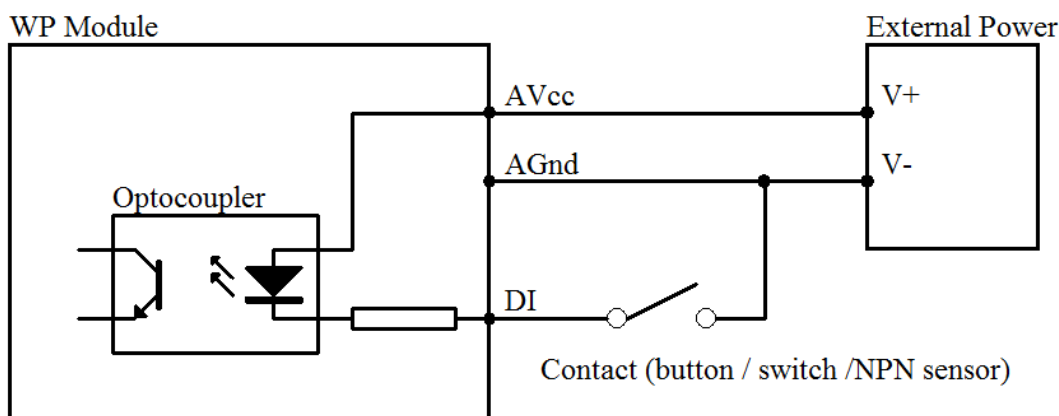 WP Module
External Power
AVcc
V+
AGnd
V-
Optocoupler
DI
Contact (button / switch /NPN sensor)